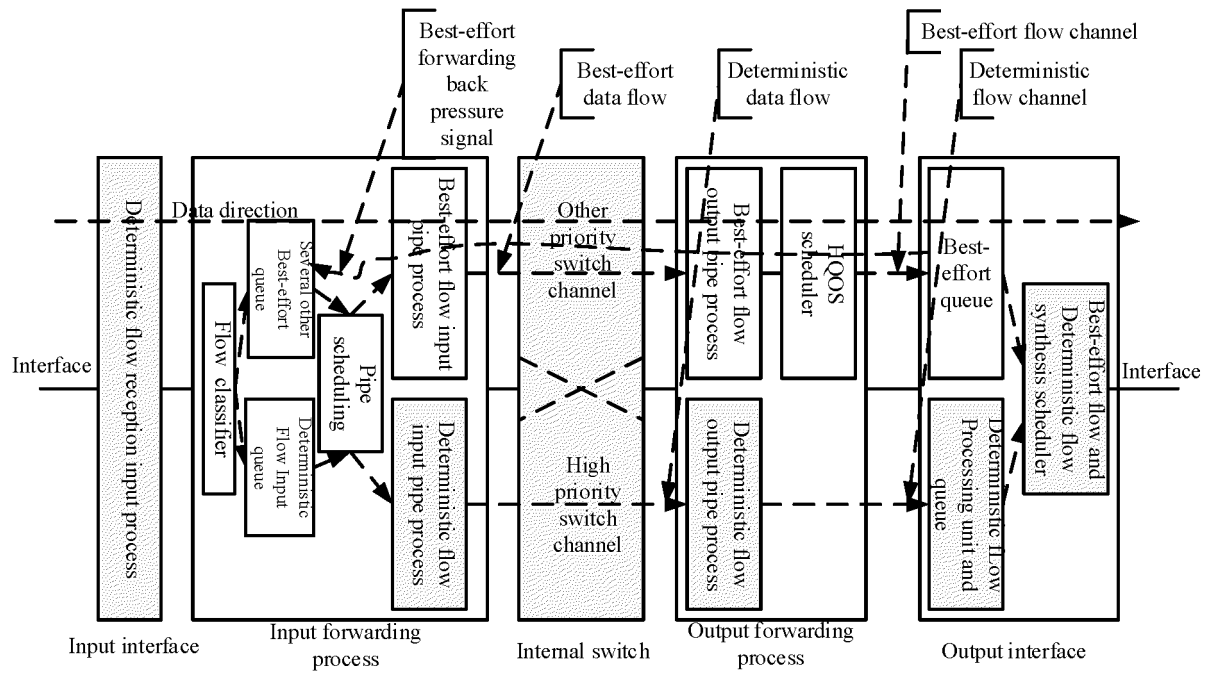 Best-effort
forwarding
back
pressure
signal
Best-effort
data flow
Deterministic
data flow
Best-effort flow channel
Deterministic
flow channel
Data direction
Interface
Deterministic flow reception input process
Flow classifier
Several other
Best-effort
queue
Deterministic
Flow Input
queue
Pipe
scheduling
Best-effort flow input
pipe process
Deterministic flow
input pipe process
Other
priority
switch
channel
High
priority
switch
channel
Best-effort flow
output pipe process
HQOS
scheduler
Deterministic flow
output pipe process
Best-
effort
queue
Deterministic fLow
Processing unit and
queue
Best-effort flow and
Deterministic flow
synthesis scheduler
Interface
Input interface
Input forwarding
process
Internal switch
Output forwarding
process
Output interface